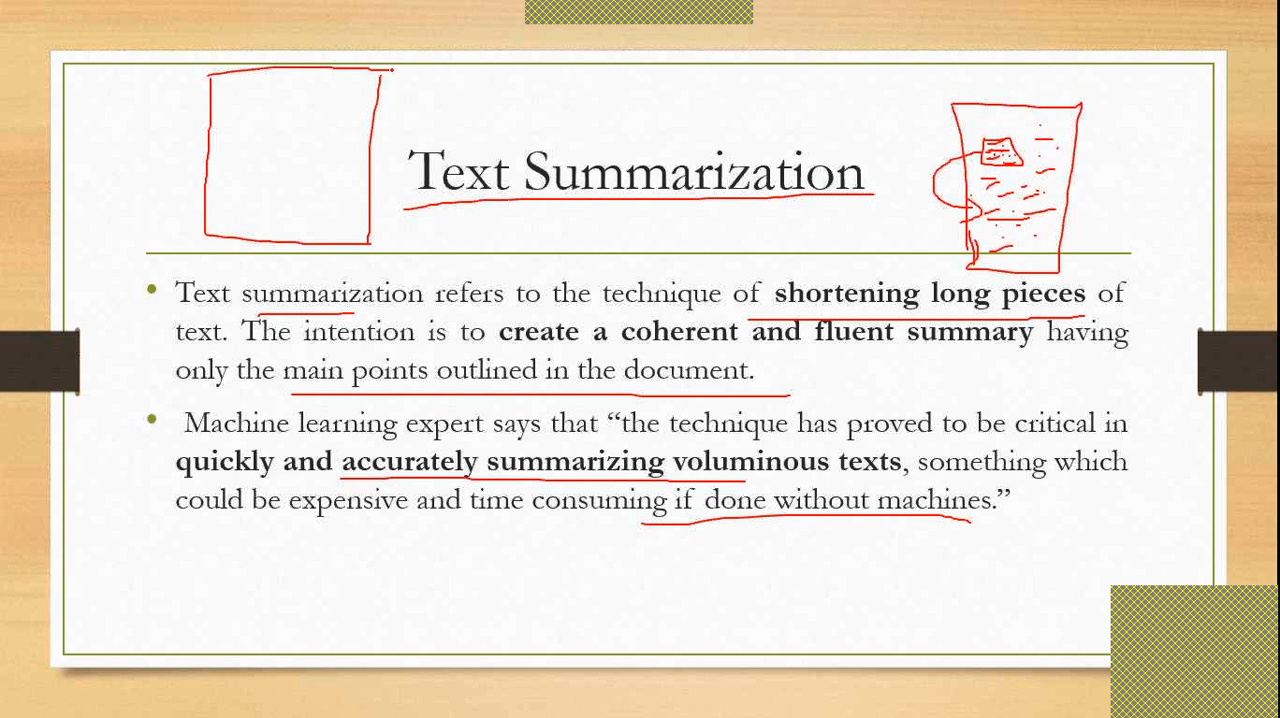 Text Summarization
• Text summarization refers to the technique of shortening long pieces of
text. The intention is to create a coherent and fluent summary having
only the main points outlined in the document.
• Machine learning expert says that “the technique has proved to be critical in
quickly and accurately summarizing voluminous texts, something which
could be expensive and time consuming if done without machines.”